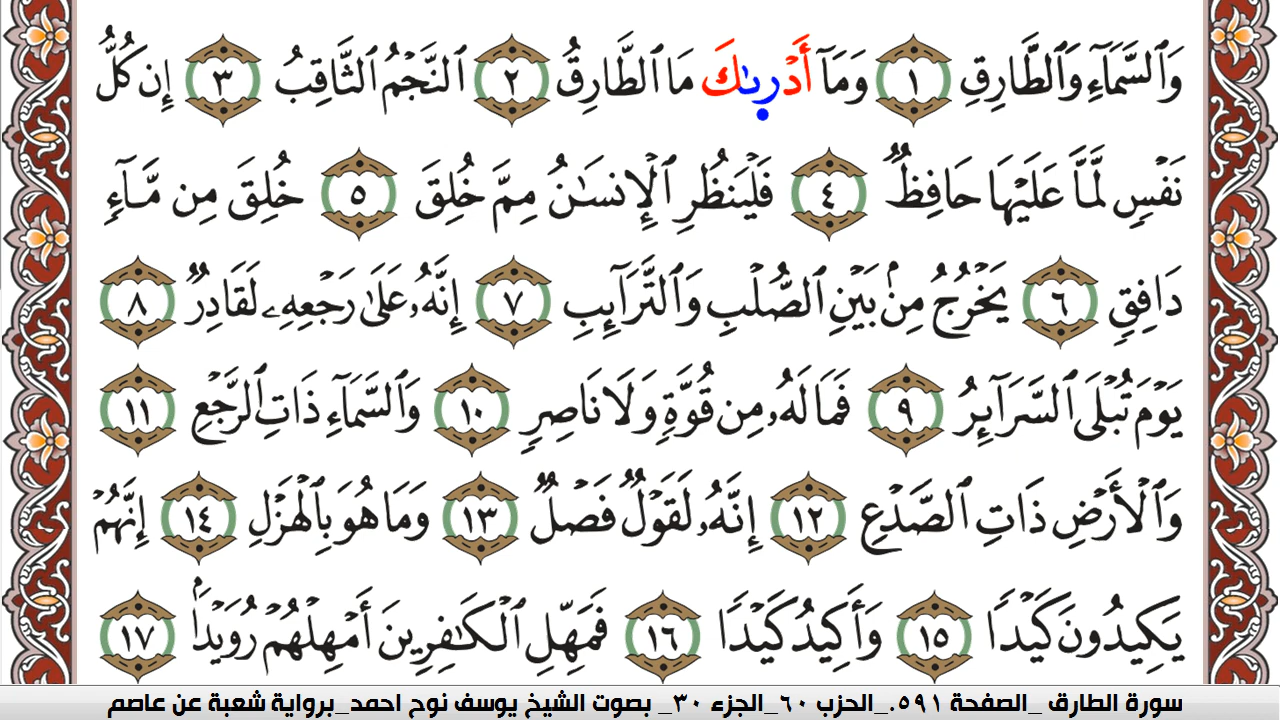 وَٱلسَّمَآءِ وَٱلطَّارِقِ ١ وَمَآ أَدْرِىٰكَ مَا ٱلطَّارِقُ ٢ ٱلنَّجْمُ ٱلثَّاقِبُ ٣ إِن كُلُّ
نَفْسٍ لَّمَّا عَلَيْهَا حَافِظٌ ٤ فَلْيَنظُرِ ٱلْإِنسَٰنُ مِمَّ خُلِقَ ٥ خُلِقَ مِن مَّآءٍ
دَافِقٍ ٦ يَخْرُجُ مِنۢ بَيْنِ ٱلصُّلْبِ وَٱلتَّرَآئِبِ ٧ إِنَّهُۥ عَلَىٰ رَجْعِهِۦ لَقَادِرٌ ٨
يَوْمَ تُبْلَى ٱلسَّرَآئِرُ ٩ فَمَا لَهُۥ مِن قُوَّةٍ وَلَا نَاصِرٍ ١٠ وَٱلسَّمَآءِ ذَاتِ ٱلرَّجْعِ ١١
وَٱلْأَرْضِ ذَاتِ ٱلصَّدْعِ ١٢ إِنَّهُۥ لَقَوْلٌ فَصْلٌ ١٣ وَمَا هُوَ بِٱلْهَزْلِ ١٤ إِنَّهُمْ
يَكِيدُونَ كَيْدًا ١٥ وَأَكِيدُ كَيْدًا ١٦ فَمَهِّلِ ٱلْكَٰفِرِينَ أَمْهِلْهُمْ رُوَيْدَۢا ١٧
سورة الطارق _الصفحة ٥٩١._الحزب ٦٠_الجزء ٣٠_ بصوت الشيخ يوسف نوح احمد_برواية شعبة عن عاصم